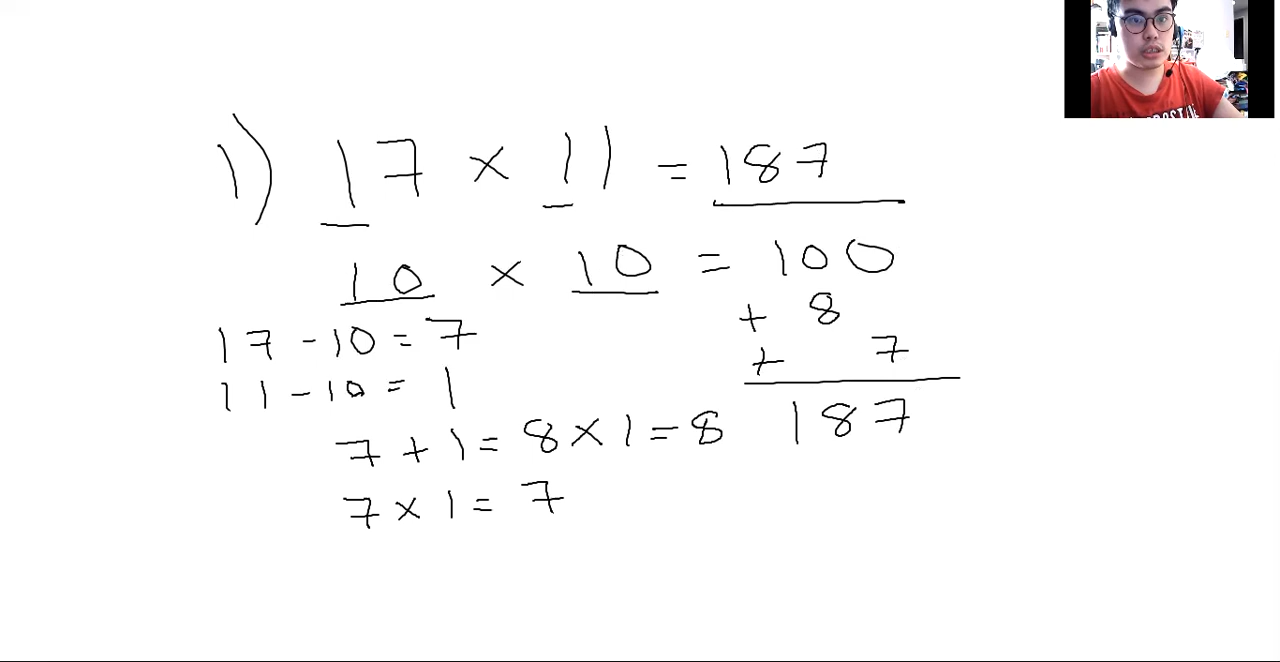 1) 17 × 11 = 187
10 × 10 = 100
+ 8
17 - 10 = 7
+ 7
11 - 10 = 1
7 + 1 = 8 × 1 = 8
187
7 × 1 = 7